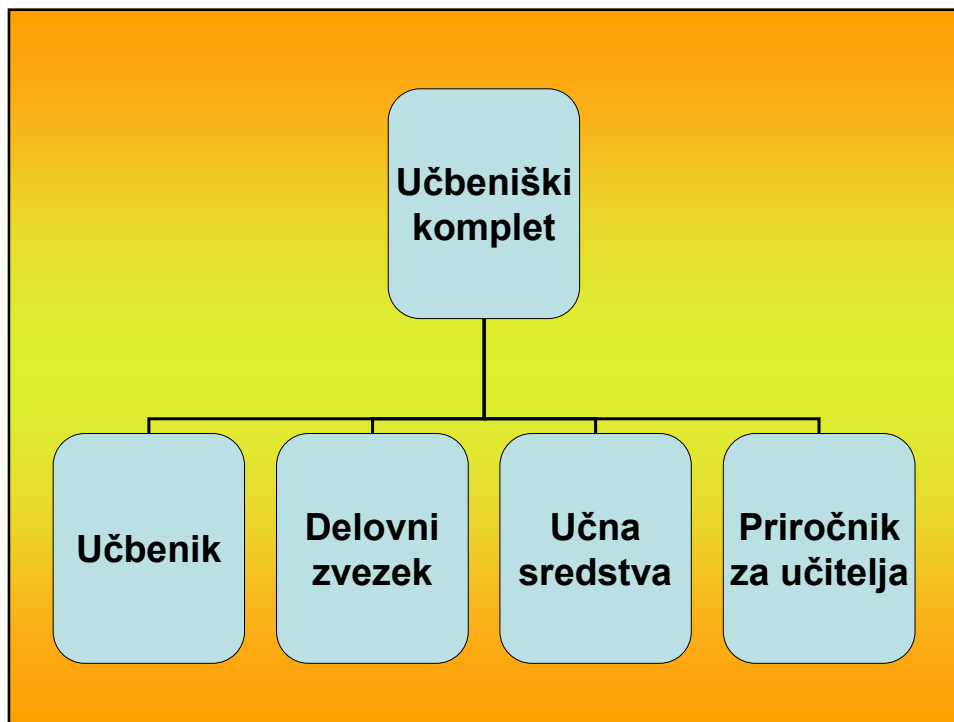 Učbeniški
komplet
Učbenik
Delovni
zvezek
Učna
sredstva
Priročnik
za učitelja